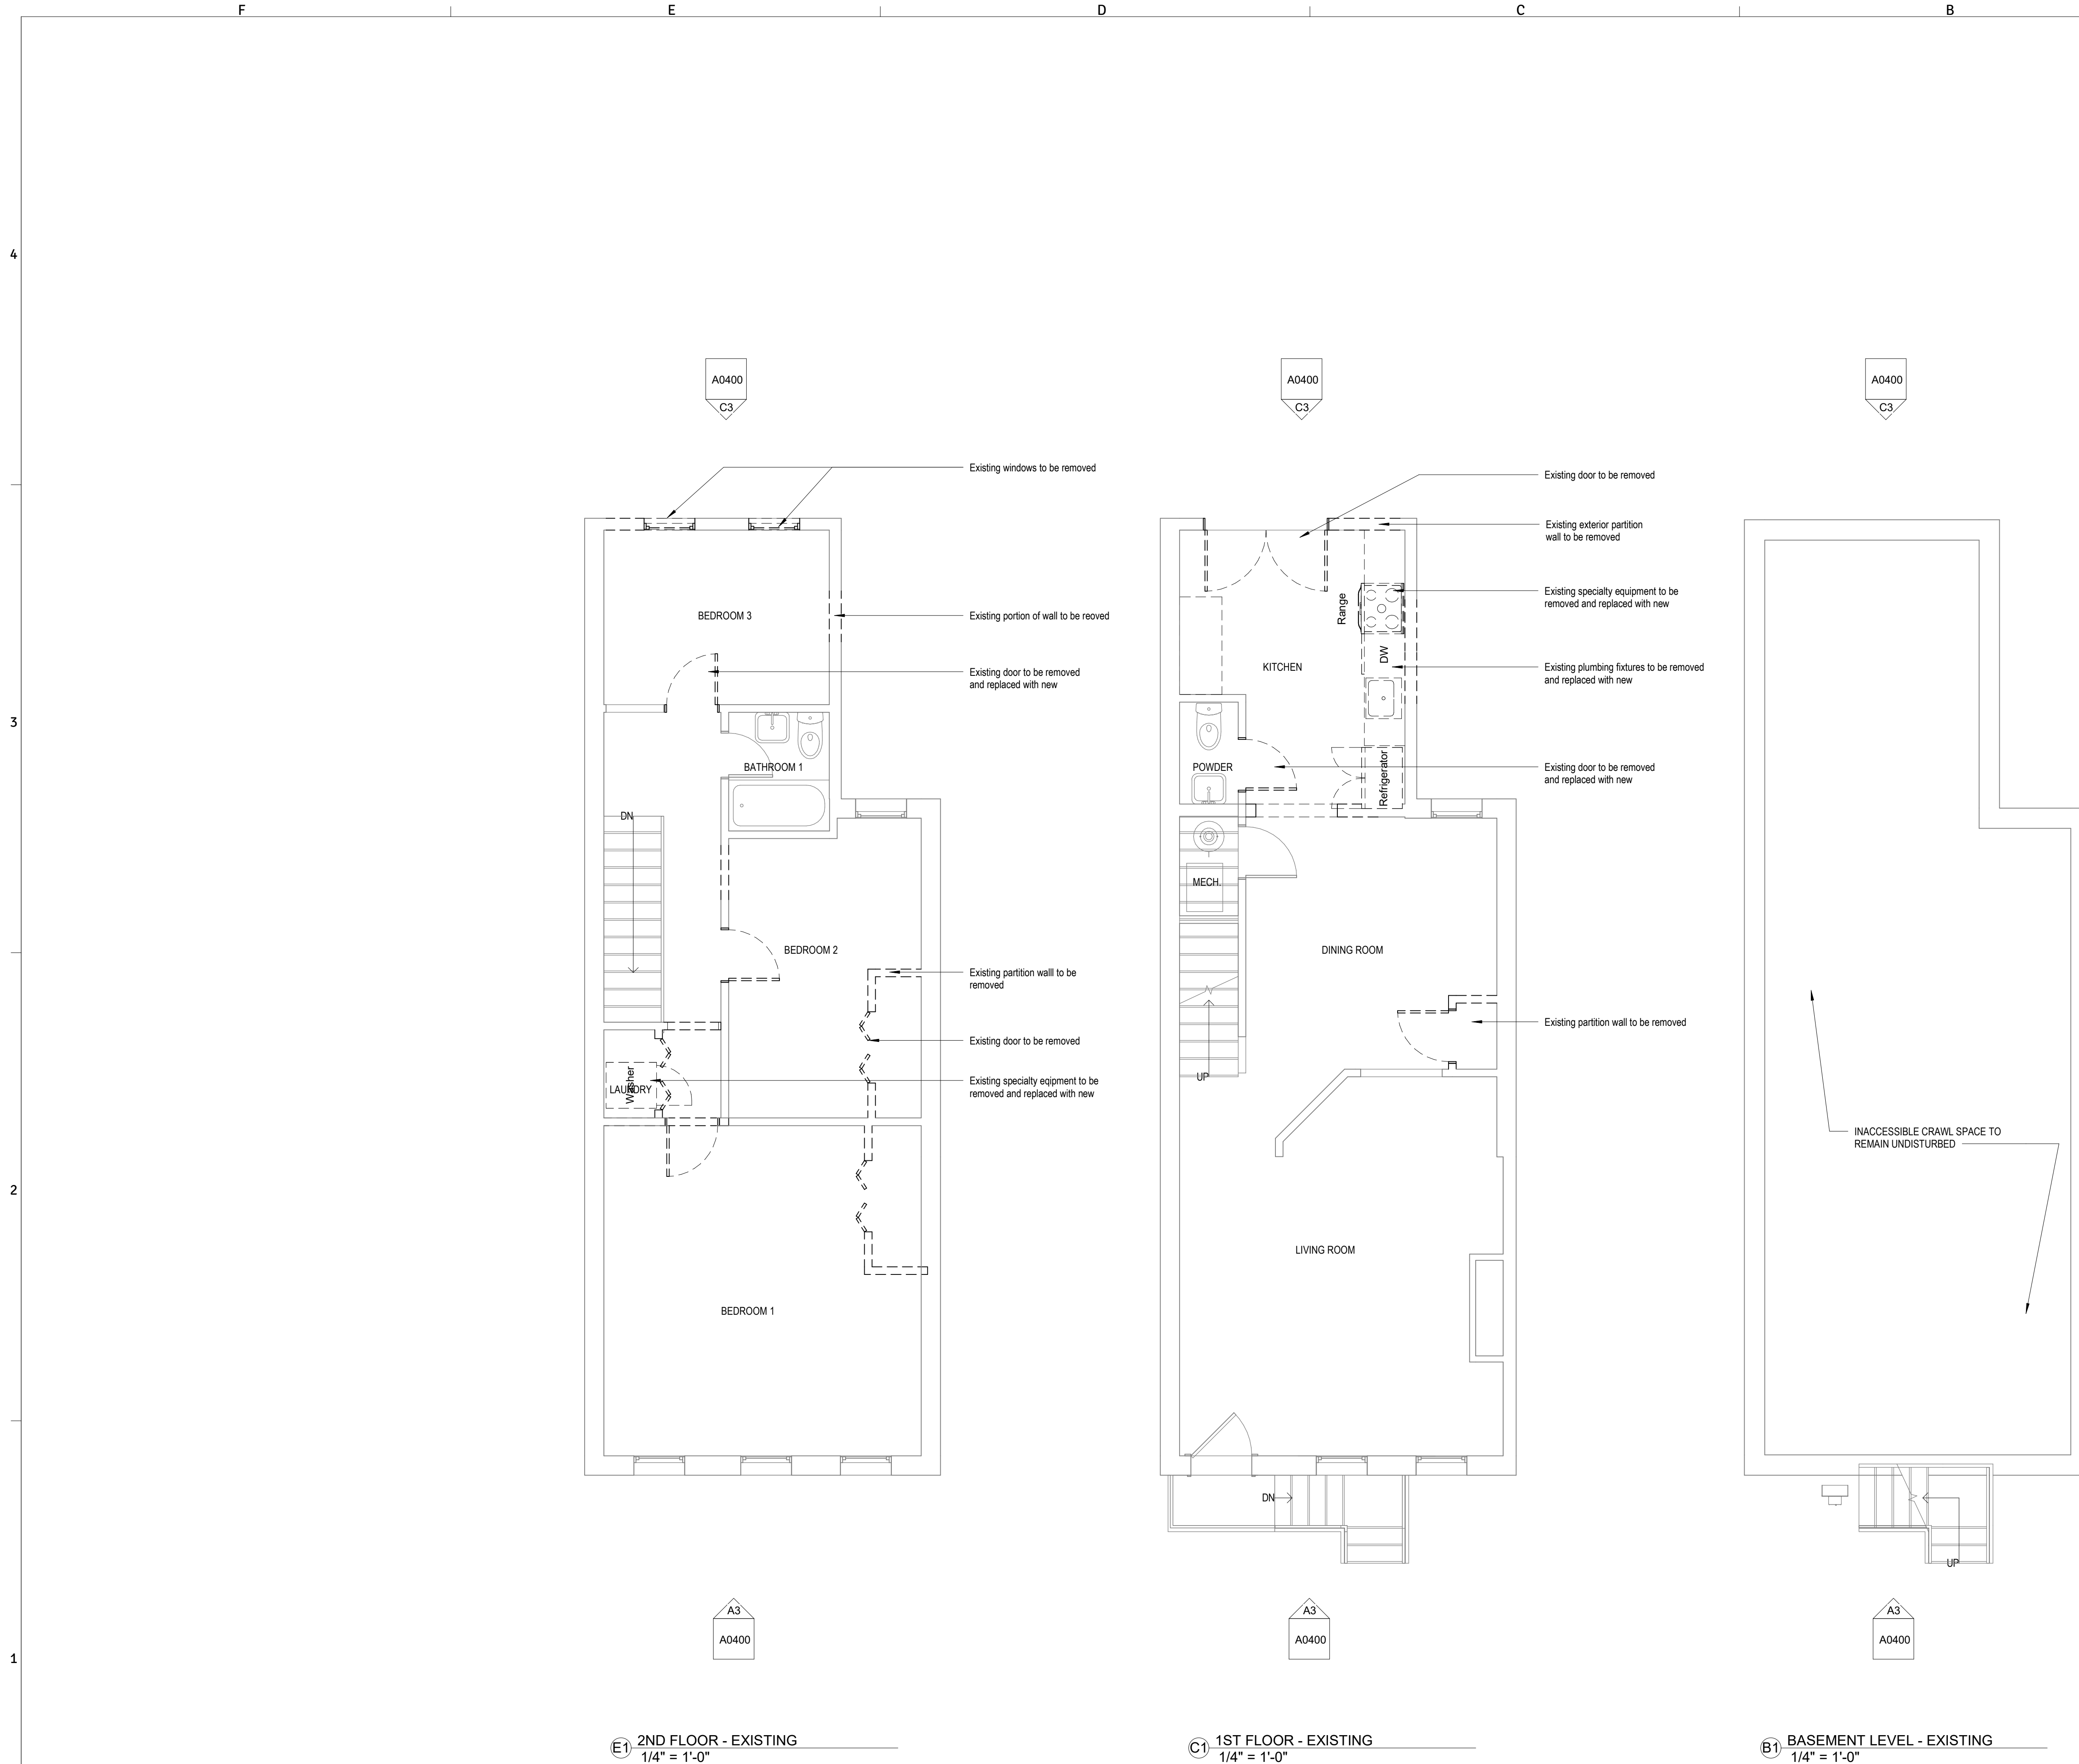 F E D C B
4
3
2
1
A0400
C3
A0400
C3
A0400
C3
Existing windows to be removed
BEDROOM 3
Existing portion of wall to be reoved
Existing door to be removed
and replaced with new
BATHROOM 1
DN
BEDROOM 2
Existing partition walll to be
removed
Existing door to be removed
Washer
LAUNDRY
Existing specialty eqipment to be
removed and replaced with new
BEDROOM 1
A3
A0400
E1 2ND FLOOR - EXISTING
1/4" = 1'-0"
Existing door to be removed
Existing exterior partition
wall to be removed
Range
Existing specialty equipment to be
removed and replaced with new
DW
KITCHEN
Existing plumbing fixtures to be removed
and replaced with new
POWDER
Refrigerator
Existing door to be removed
and replaced with new
MECH.
DINING ROOM
Existing partition wall to be removed
UP
LIVING ROOM
DN
A3
A0400
C1 1ST FLOOR - EXISTING
1/4" = 1'-0"
INACCESSIBLE CRAWL SPACE TO
REMAIN UNDISTURBED
UP
A3
A0400
B1 BASEMENT LEVEL - EXISTING
1/4" = 1'-0"